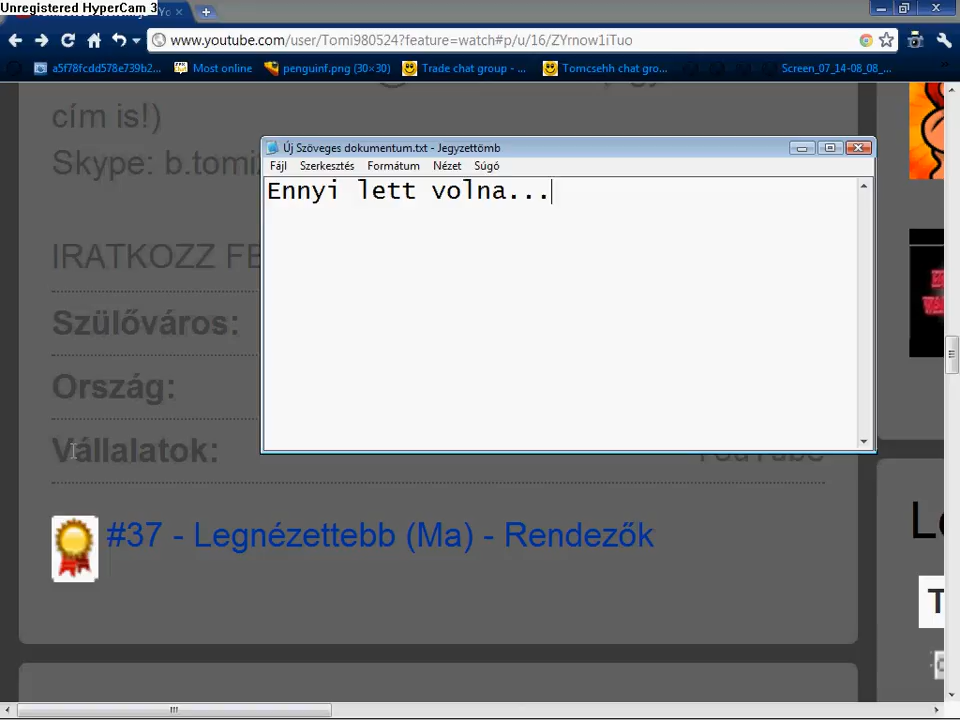 Unregistered HyperCam 3
www.youtube.com/user/Tomi980524?feature=watch#p/u/16/ZYrnow1iTuo
a5f78fcdd578e739b2...
Most online
penguinf.png (30×30)
Trade chat group - ...
Tomcsehh chat gro...
Screen_07_14-08_08_...
cím is!)
Skype: b.tomi
Új Szöveges dokumentum.txt - Jegyzettömb
Fájl Szerkesztés Formátum Nézet Súgó
Ennyi lett volna...
IRATKOZZ FE
Szülőváros:
Ország:
Vállalatok:
YouTube
#37 - Legnézettebb (Ma) - Rendezők